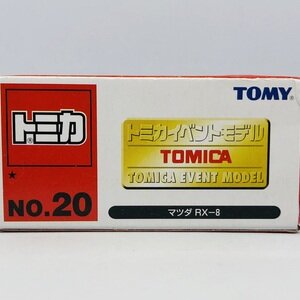 トミカ
★
NO.20
TOMY
トミカイベントモデル
TOMICA
TOMICA EVENT MODEL
マツダ RX-8